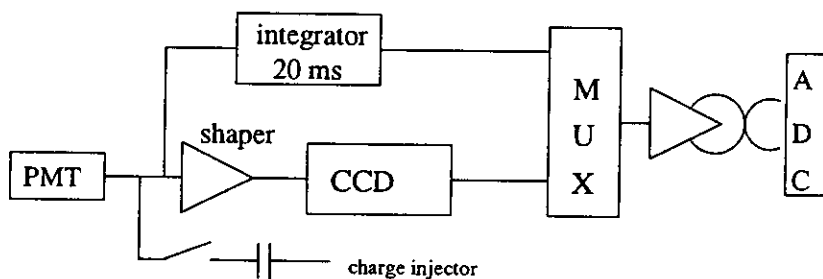 integrator
20 ms
shaper
PMT
CCD
M
U
X
A
D
C
charge injector